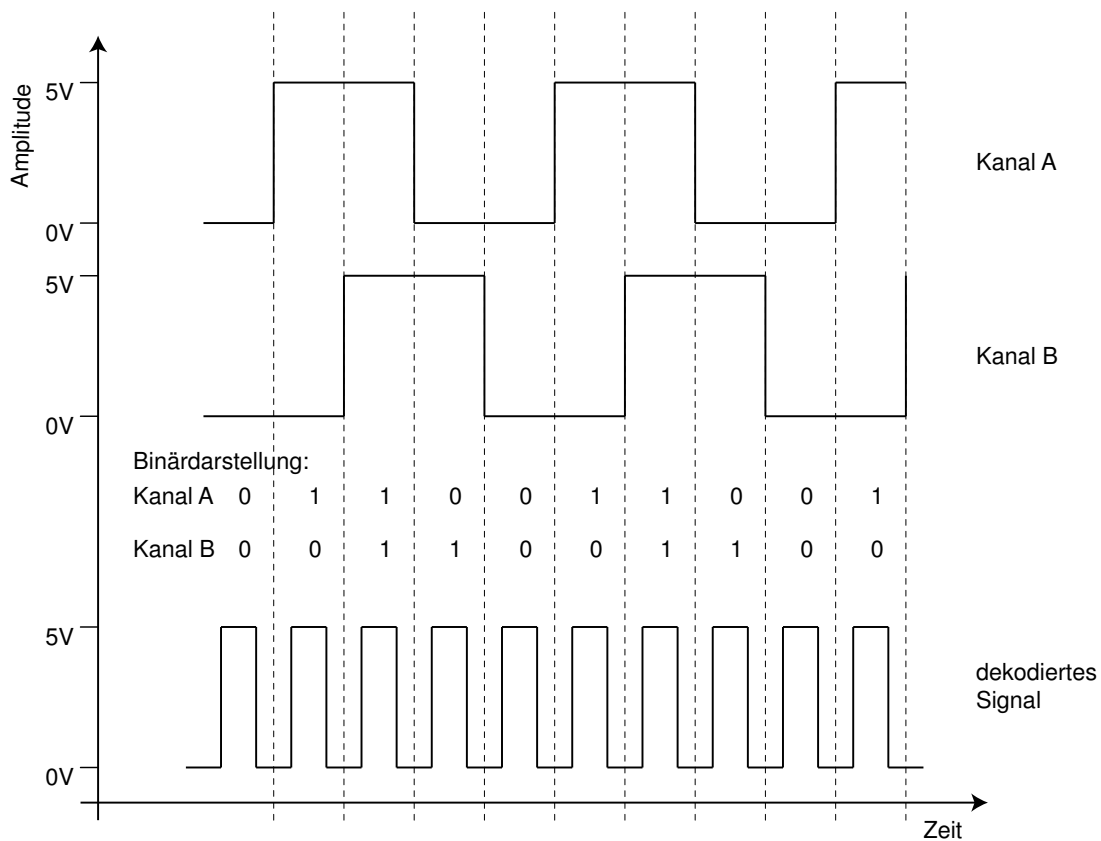 Amplitude
5V
Kanal A
0V
5V
Kanal B
0V
Binärdarstellung:
Kanal A 0 1 1 0 0 1 1 0 0 1
Kanal B 0 0 1 1 0 0 1 1 0 0
5V
dekodiertes
Signal
0V
Zeit